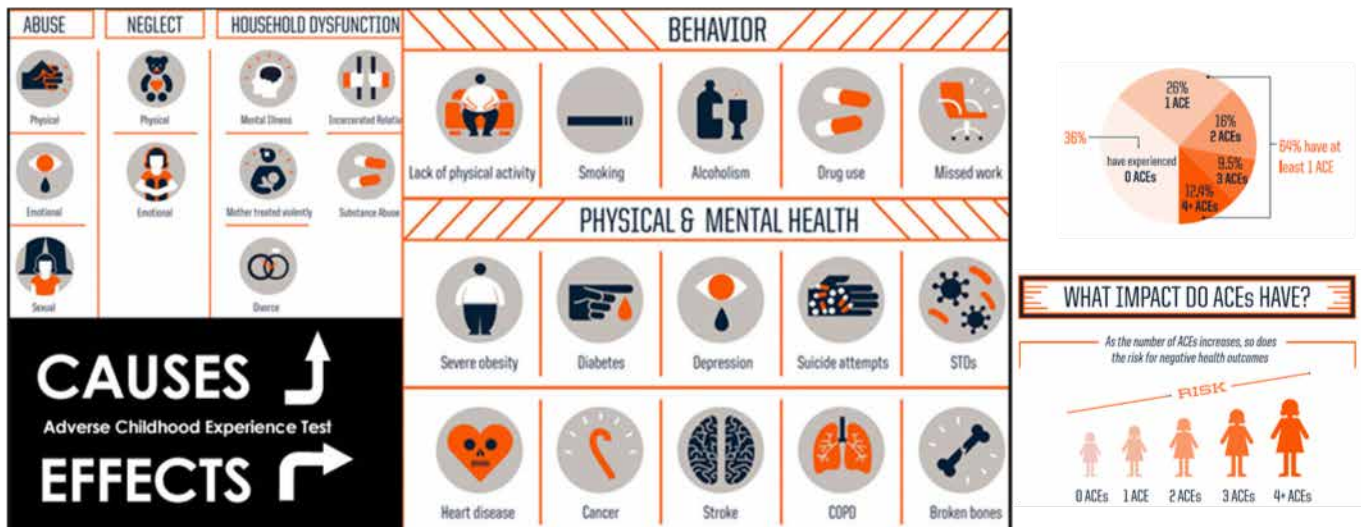 ABUSE
NEGLECT
HOUSEHOLD DYSFUNCTION
Physical
Physical
Mental Illness
Incarcerated Relativ
Emotional
Emotional
Mother treated violently
Substance Abuse
Sexual
Divorce
CAUSES
Adverse Childhood Experience Test
EFFECTS
BEHAVIOR
Lack of physical activity
Smoking
Alcoholism
Drug use
Missed work
PHYSICAL & MENTAL HEALTH
Severe obesity
Diabetes
Depression
Suicide attempts
STDs
Heart disease
Cancer
Stroke
COPD
Broken bones
26%
1 ACE
16%
2 ACEs
9.5%
3 ACEs
12.4%
4+ ACEs
36%
have experienced
0 ACEs
64% have at
least 1 ACE
WHAT IMPACT DO ACEs HAVE?
As the number of ACEs increases, so does
the risk for negative health outcomes
RISK
0 ACEs
1 ACE
2 ACEs
3 ACEs
4+ ACEs